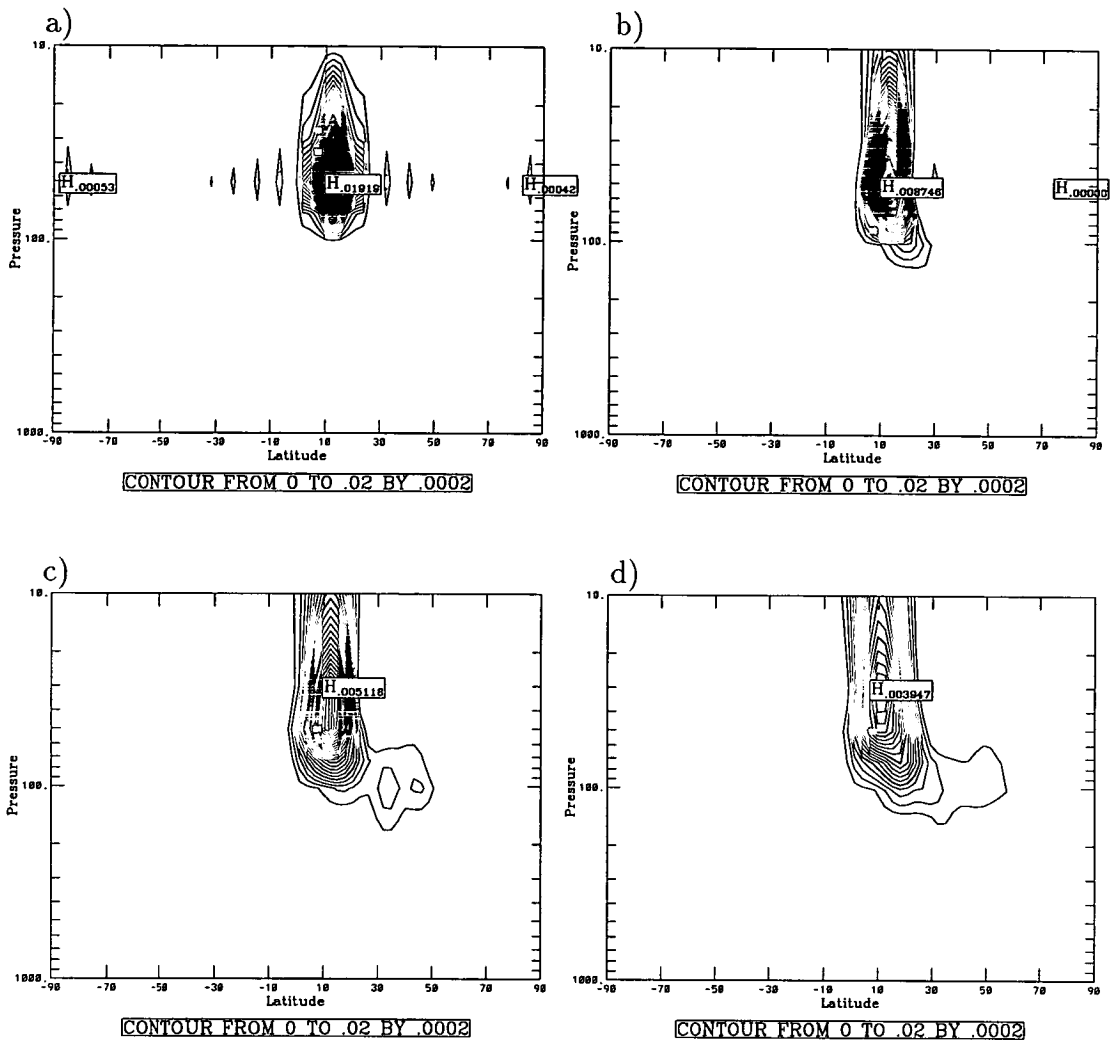 a)
10.
100.
1000.
Pressure
H.00053
H.01919
H.00042
-90 -70 -50 -30 -10 10 30 50 70 90
Latitude
CONTOUR FROM 0 TO .02 BY .0002
b)
10.
100.
1000.
Pressure
H.008746
-90 -70 -50 -30 -10 10 30 50 70 90
Latitude
CONTOUR FROM 0 TO .02 BY .0002
c)
10.
100.
1000.
Pressure
-90 -70 -50 -30 -10 10 30 50 70 90
Latitude
CONTOUR FROM 0 TO .02 BY .0002
d)
10.
100.
1000.
Pressure
H.003947
-90 -70 -50 -30 -10 10 30 50 70 90
Latitude
CONTOUR FROM 0 TO .02 BY .0002